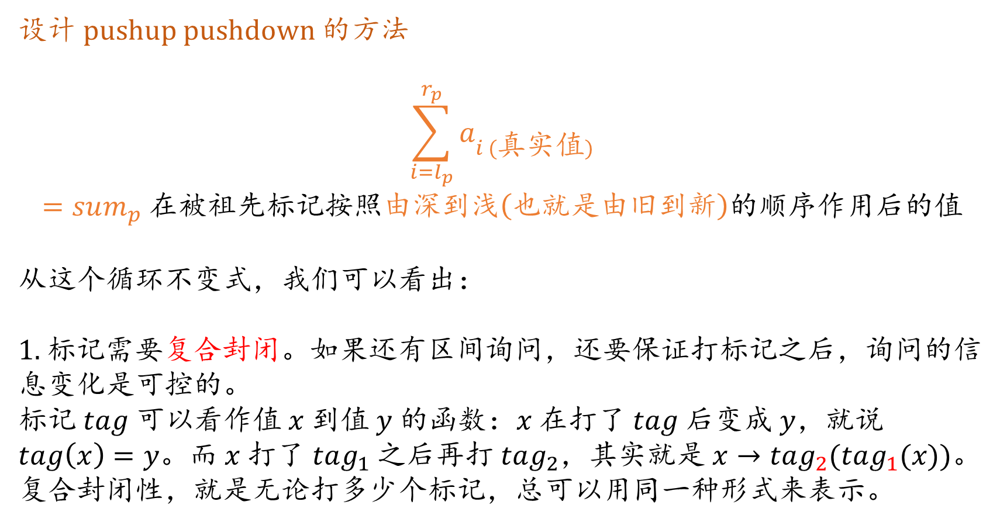 设计 pushup pushdown 的方法
r_p
∑ a_i (真实值)
i=l_p
= sum_p 在被祖先标记按照由深到浅(也就是由旧到新)的顺序作用后的值
从这个循环不变式，我们可以看出：
1. 标记需要复合封闭。如果还有区间询问，还要保证打标记之后，询问的信
息变化是可控的。
标记 tag 可以看作值 x 到值 y 的函数：x 在打了 tag 后变成 y，就说
tag(x) = y。而 x 打了 tag₁ 之后再打 tag₂，其实就是 x → tag₂(tag₁(x))。
复合封闭性，就是无论打多少个标记，总可以用同一种形式来表示。